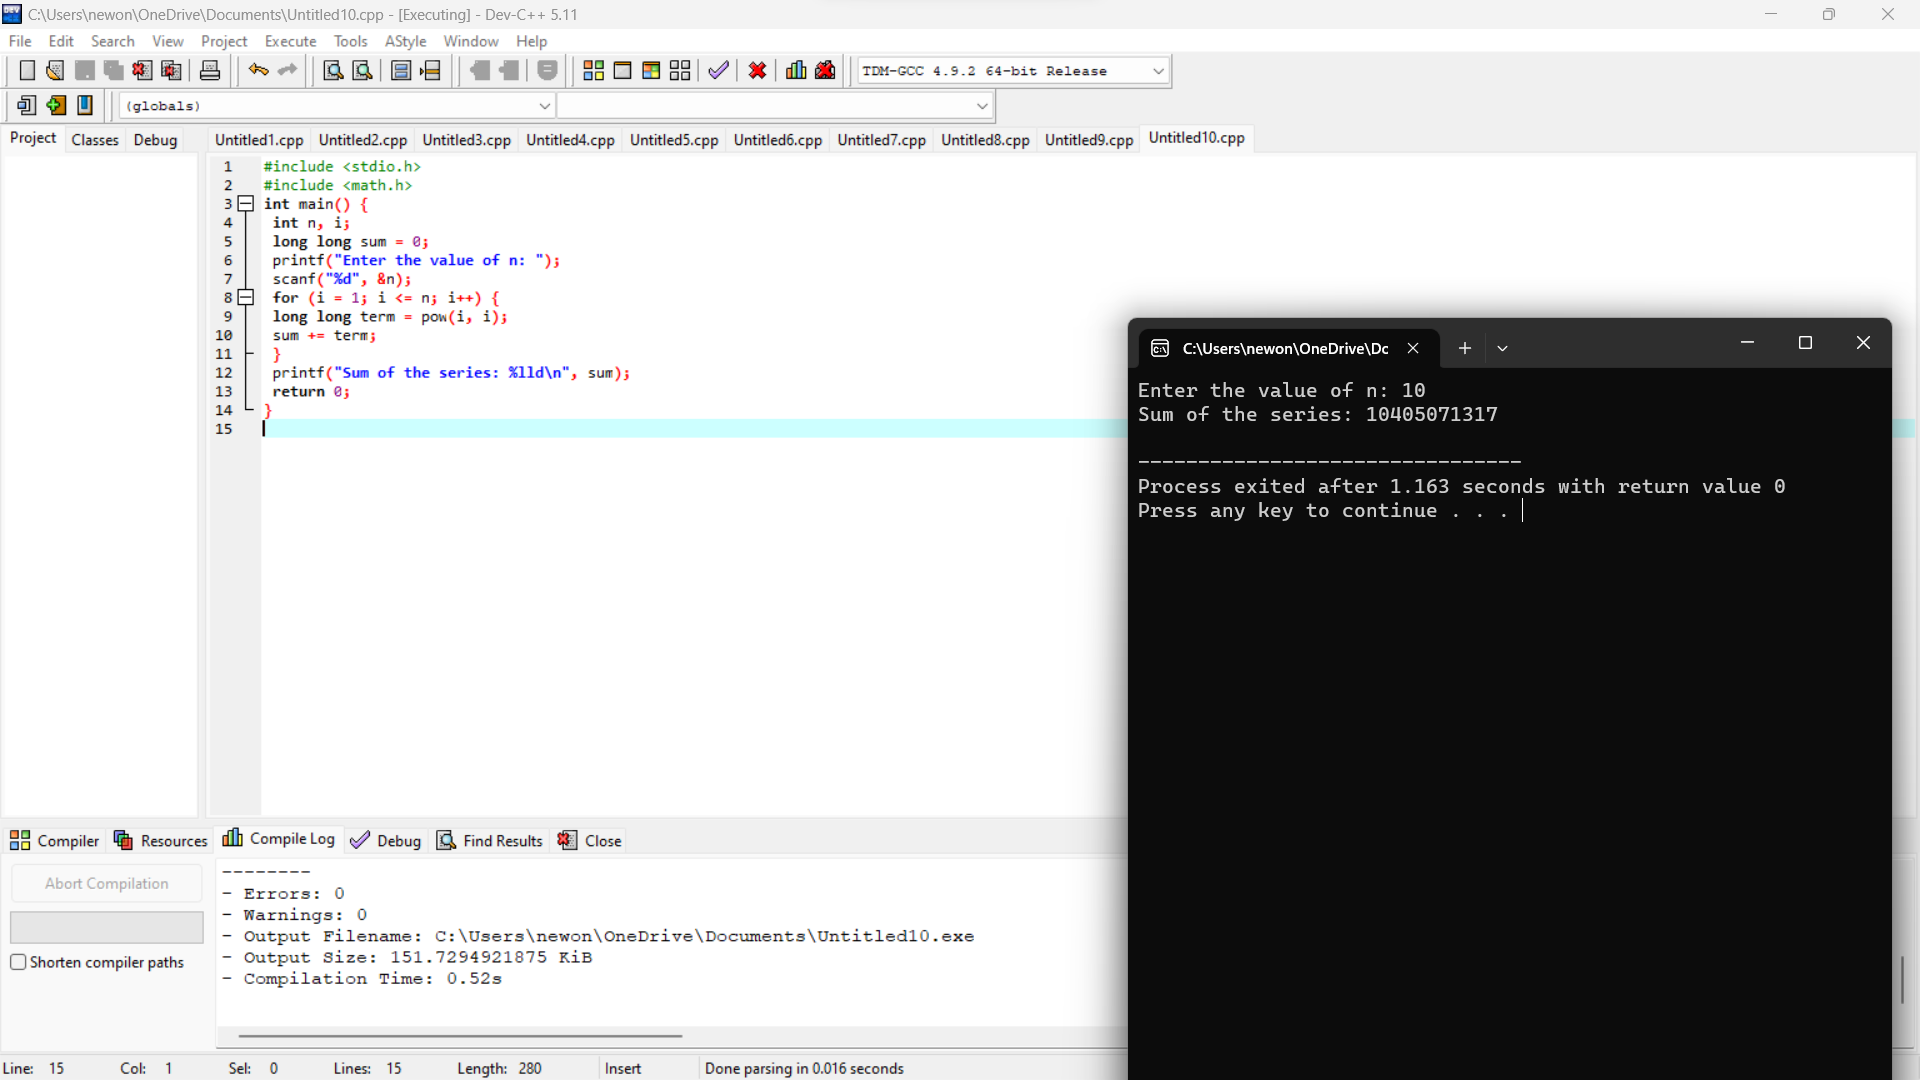 C:\Users\newon\OneDrive\Documents\Untitled10.cpp - [Executing] - Dev-C++ 5.11
File Edit Search View Project Execute Tools AStyle Window Help
TDM-GCC 4.9.2 64-bit Release
(globals)
Project Classes Debug
Untitled1.cpp Untitled2.cpp Untitled3.cpp Untitled4.cpp Untitled5.cpp Untitled6.cpp Untitled7.cpp Untitled8.cpp Untitled9.cpp Untitled10.cpp
1 #include <stdio.h>
2 #include <math.h>
3 int main() {
4 int n, i;
5 long long sum = 0;
6 printf("Enter the value of n: ");
7 scanf("%d", &n);
8 for (i = 1; i <= n; i++) {
9 long long term = pow(i, i);
10 sum += term;
11 }
12 printf("Sum of the series: %lld\n", sum);
13 return 0;
14 }
15
C:\Users\newon\OneDrive\Dc
Enter the value of n: 10
Sum of the series: 10405071317
--------------------------------
Process exited after 1.163 seconds with return value 0
Press any key to continue . . .
Compiler Resources Compile Log Debug Find Results Close
Abort Compilation
Shorten compiler paths
--------
- Errors: 0
- Warnings: 0
- Output Filename: C:\Users\newon\OneDrive\Documents\Untitled10.exe
- Output Size: 151.7294921875 KiB
- Compilation Time: 0.52s
Line: 15 Col: 1 Sel: 0 Lines: 15 Length: 280 Insert Done parsing in 0.016 seconds